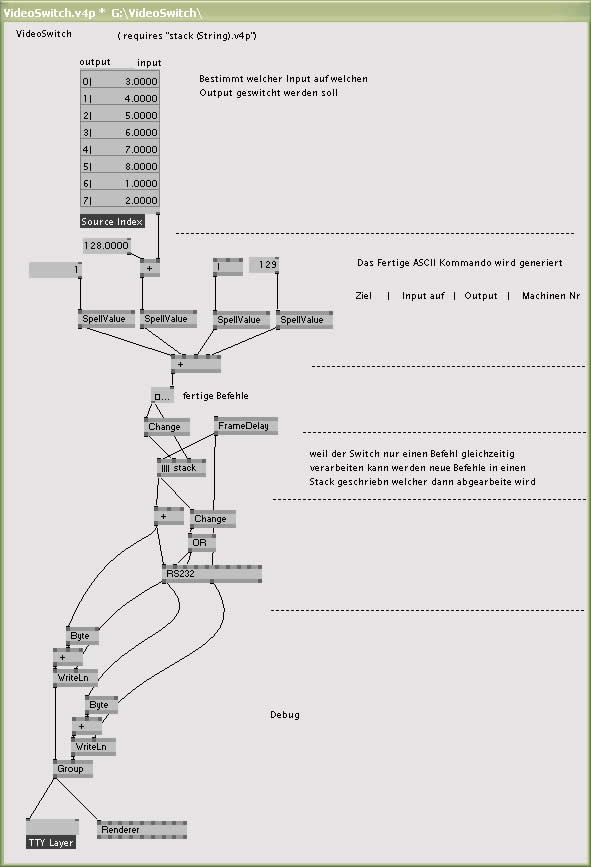 VideoSwitch.v4p * G:\VideoSwitch\
VideoSwitch
( requires "stack (String).v4p")
output input
0| 3.0000
1| 4.0000
2| 5.0000
3| 6.0000
4| 7.0000
5| 8.0000
6| 1.0000
7| 2.0000
Bestimmt welcher Input auf welchen
Output geswitcht werden soll
Source Index
128.0000
1
+
|
129
Das Fertige ASCII Kommando wird generiert
Ziel | Input auf | Output | Machinen Nr
SpellValue
SpellValue
SpellValue
SpellValue
+
fertige Befehle
Change
FrameDelay
weil der Switch nur einen Befehl gleichzeitig
verarbeiten kann werden neue Befehle in einen
Stack geschriebn welcher dann abgearbeite wird
stack
+
Change
OR
RS232
Byte
+
WriteLn
Byte
+
WriteLn
Debug
Group
Renderer
TTY Layer